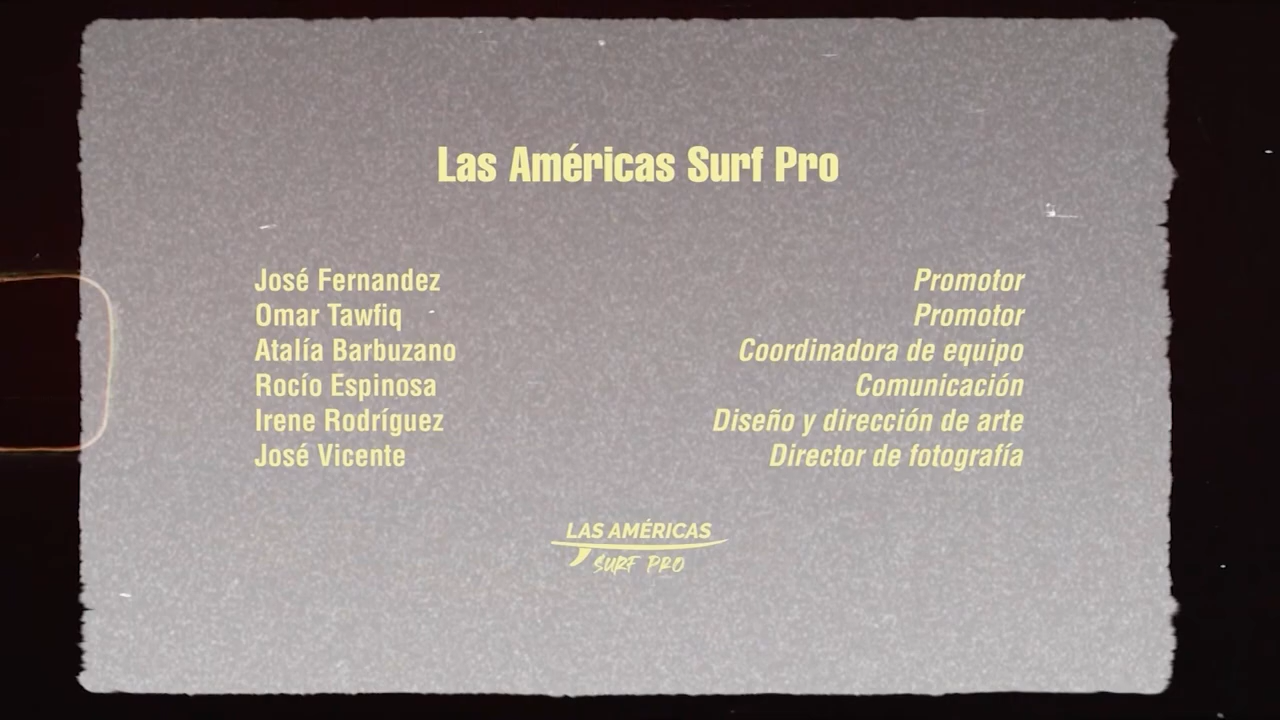 Las Américas Surf Pro
José Fernandez Promotor
Omar Tawfiq Promotor
Atalía Barbuzano Coordinadora de equipo
Rocío Espinosa Comunicación
Irene Rodríguez Diseño y dirección de arte
José Vicente Director de fotografía
LAS AMÉRICAS
SURF PRO